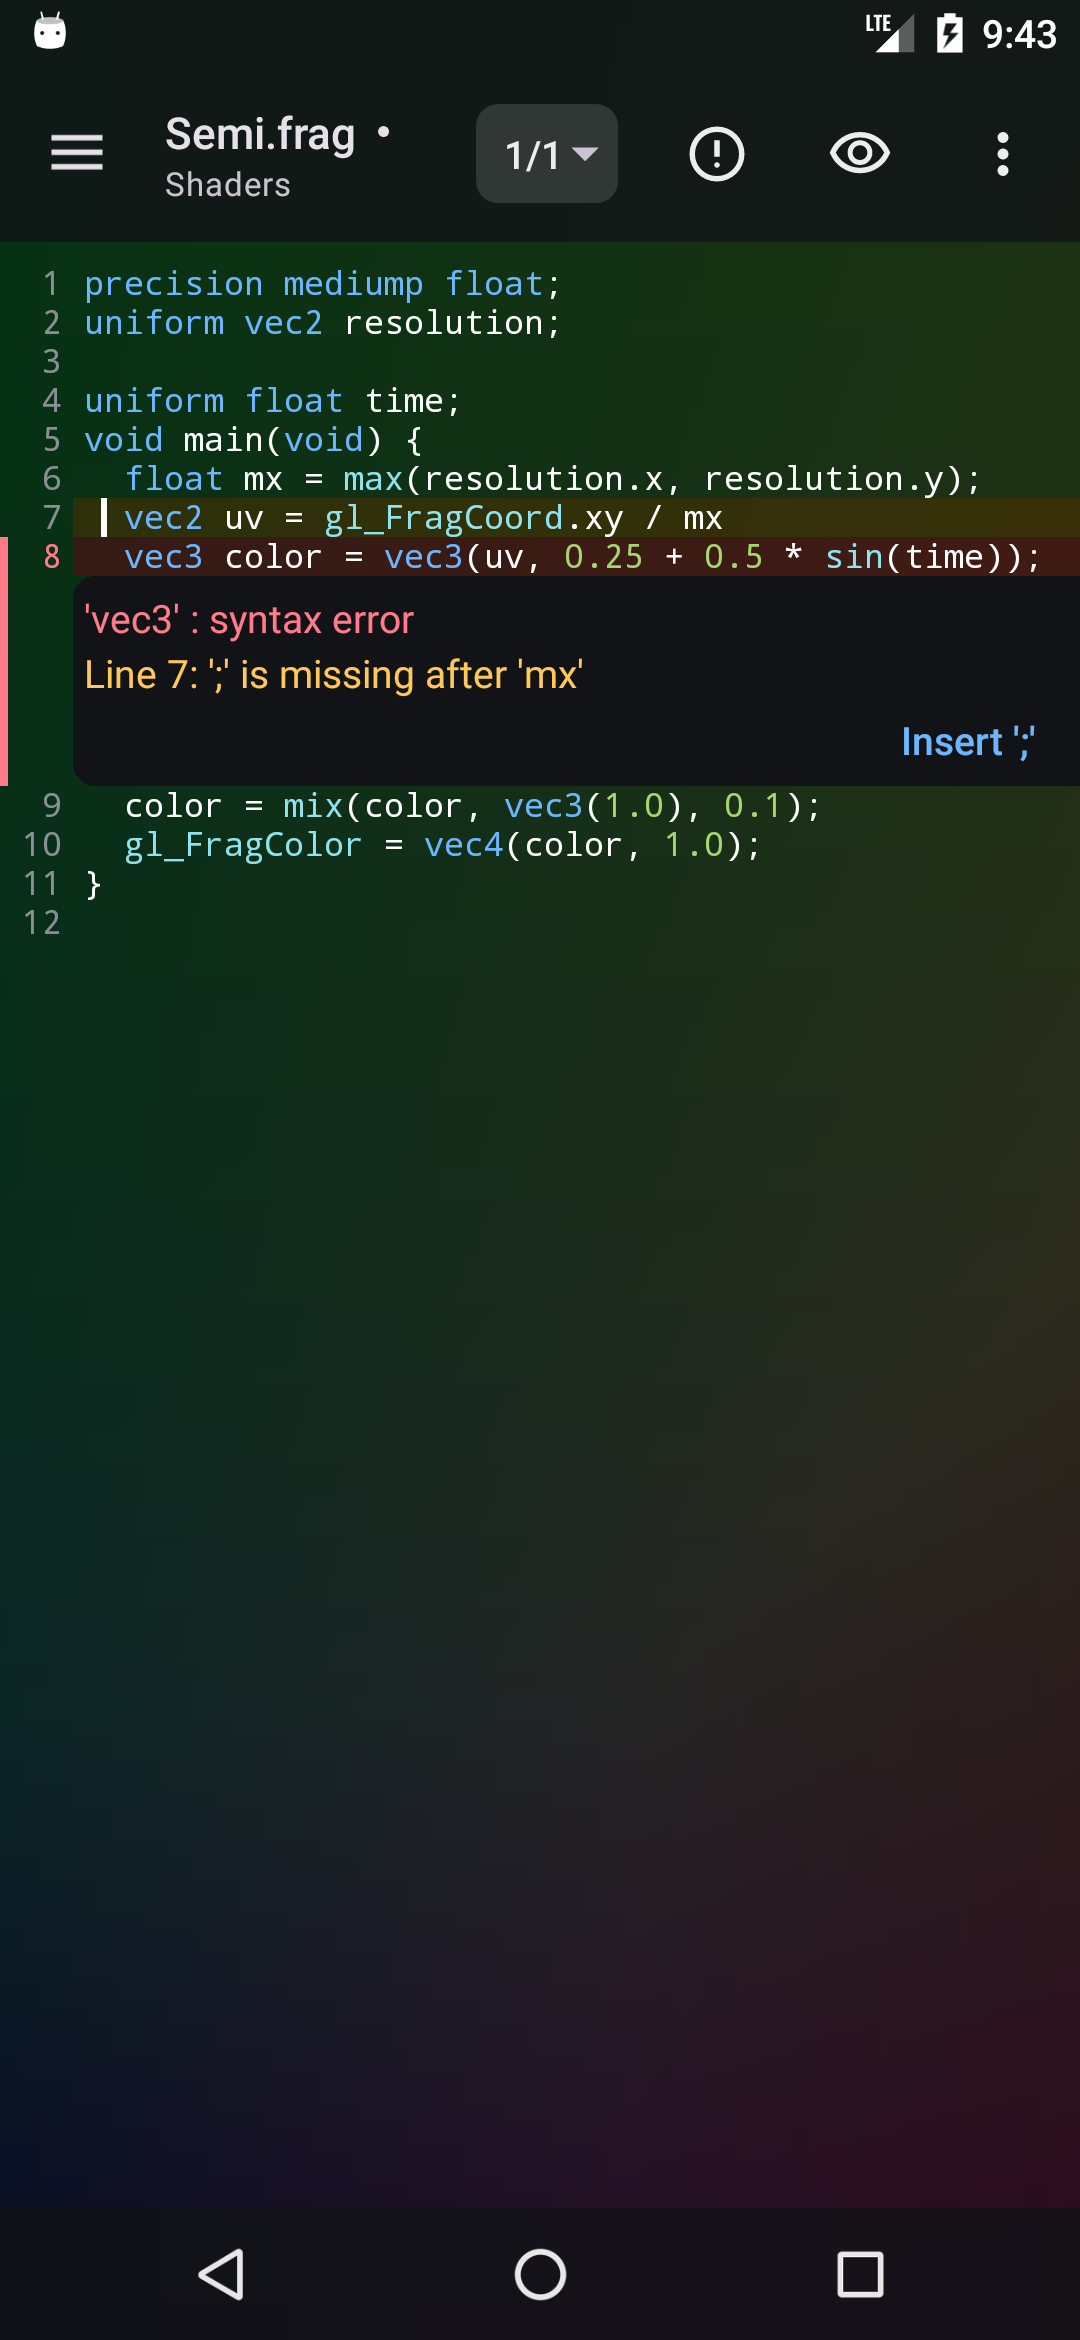 LTE 9:43
Semi.frag •
Shaders
1/1
1 precision mediump float;
2 uniform vec2 resolution;
3
4 uniform float time;
5 void main(void) {
6   float mx = max(resolution.x, resolution.y);
7   vec2 uv = gl_FragCoord.xy / mx
8   vec3 color = vec3(uv, 0.25 + 0.5 * sin(time));
'vec3' : syntax error
Line 7: ';' is missing after 'mx'
Insert ';'
9   color = mix(color, vec3(1.0), 0.1);
10   gl_FragColor = vec4(color, 1.0);
11 }
12